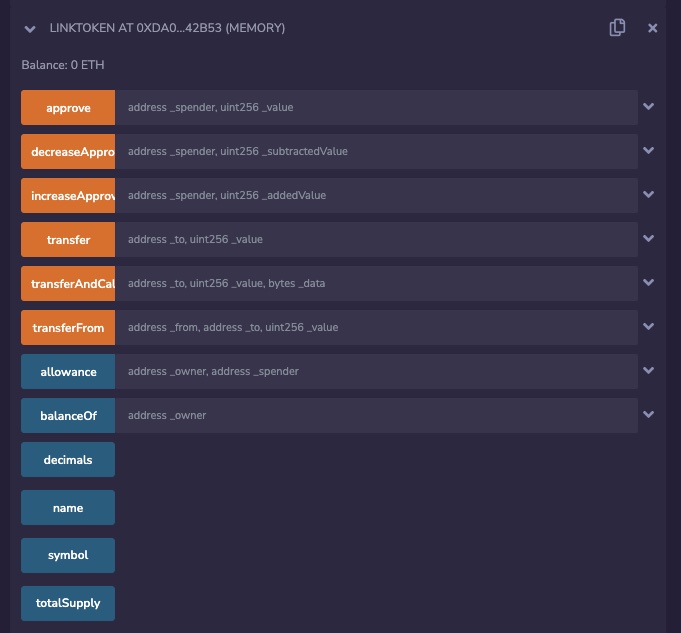 LINKTOKEN AT 0XDA0...42B53 (MEMORY)
Balance: 0 ETH
approve address _spender, uint256 _value
decreaseAppro address _spender, uint256 _subtractedValue
increaseApprov address _spender, uint256 _addedValue
transfer address _to, uint256 _value
transferAndCal address _to, uint256 _value, bytes _data
transferFrom address _from, address _to, uint256 _value
allowance address _owner, address _spender
balanceOf address _owner
decimals
name
symbol
totalSupply